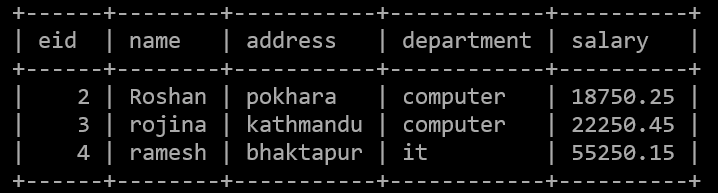 +------+--------+-----------+------------+----------+
| eid  | name   | address   | department | salary   |
+------+--------+-----------+------------+----------+
|    2 | Roshan | pokhara   | computer   | 18750.25 |
|    3 | rojina | kathmandu | computer   | 22250.45 |
|    4 | ramesh | bhaktapur | it         | 55250.15 |
+------+--------+-----------+------------+----------+